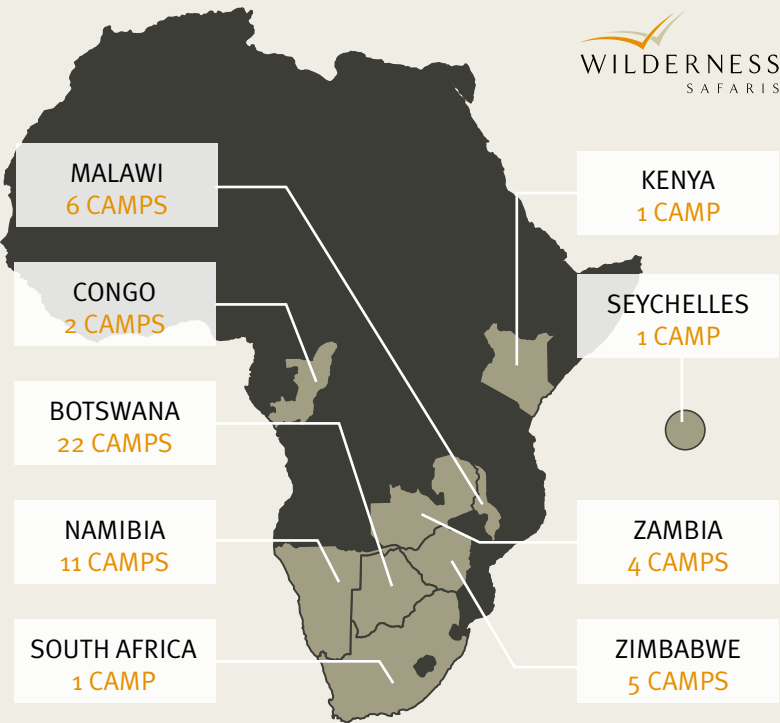 WILDERNESS
SAFARIS
MALAWI
6 CAMPS
KENYA
1 CAMP
CONGO
2 CAMPS
SEYCHELLES
1 CAMP
BOTSWANA
22 CAMPS
NAMIBIA
11 CAMPS
ZAMBIA
4 CAMPS
SOUTH AFRICA
1 CAMP
ZIMBABWE
5 CAMPS